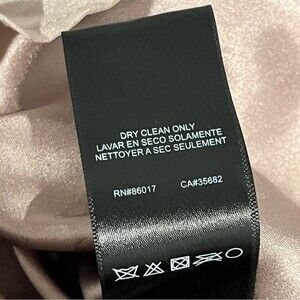 DRY CLEAN ONLY
LAVAR EN SECO SOLAMENTE
NETTOYER A SEC SEULEMENT
RN#86017 CA#35682